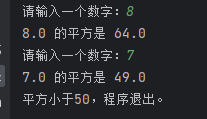 请输入一个数字：8
8.0 的平方是 64.0
请输入一个数字：7
7.0 的平方是 49.0
平方小于50，程序退出。